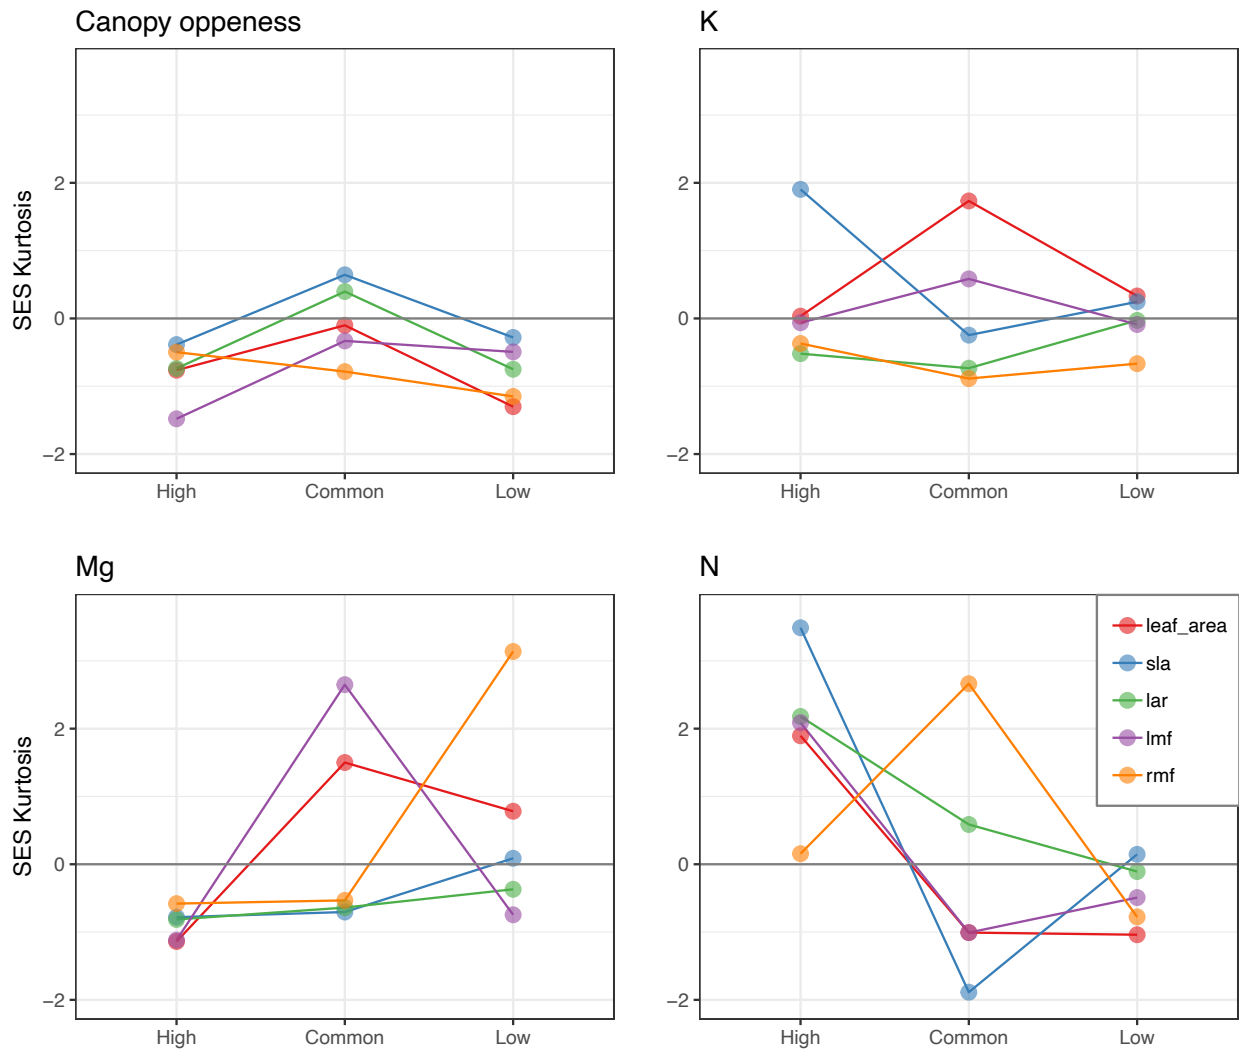 Canopy oppeness
K
SES Kurtosis
2
0
−2
High Common Low
2
0
−2
High Common Low
Mg
N
SES Kurtosis
2
0
−2
High Common Low
2
0
−2
High Common Low
leaf_area
sla
lar
lmf
rmf